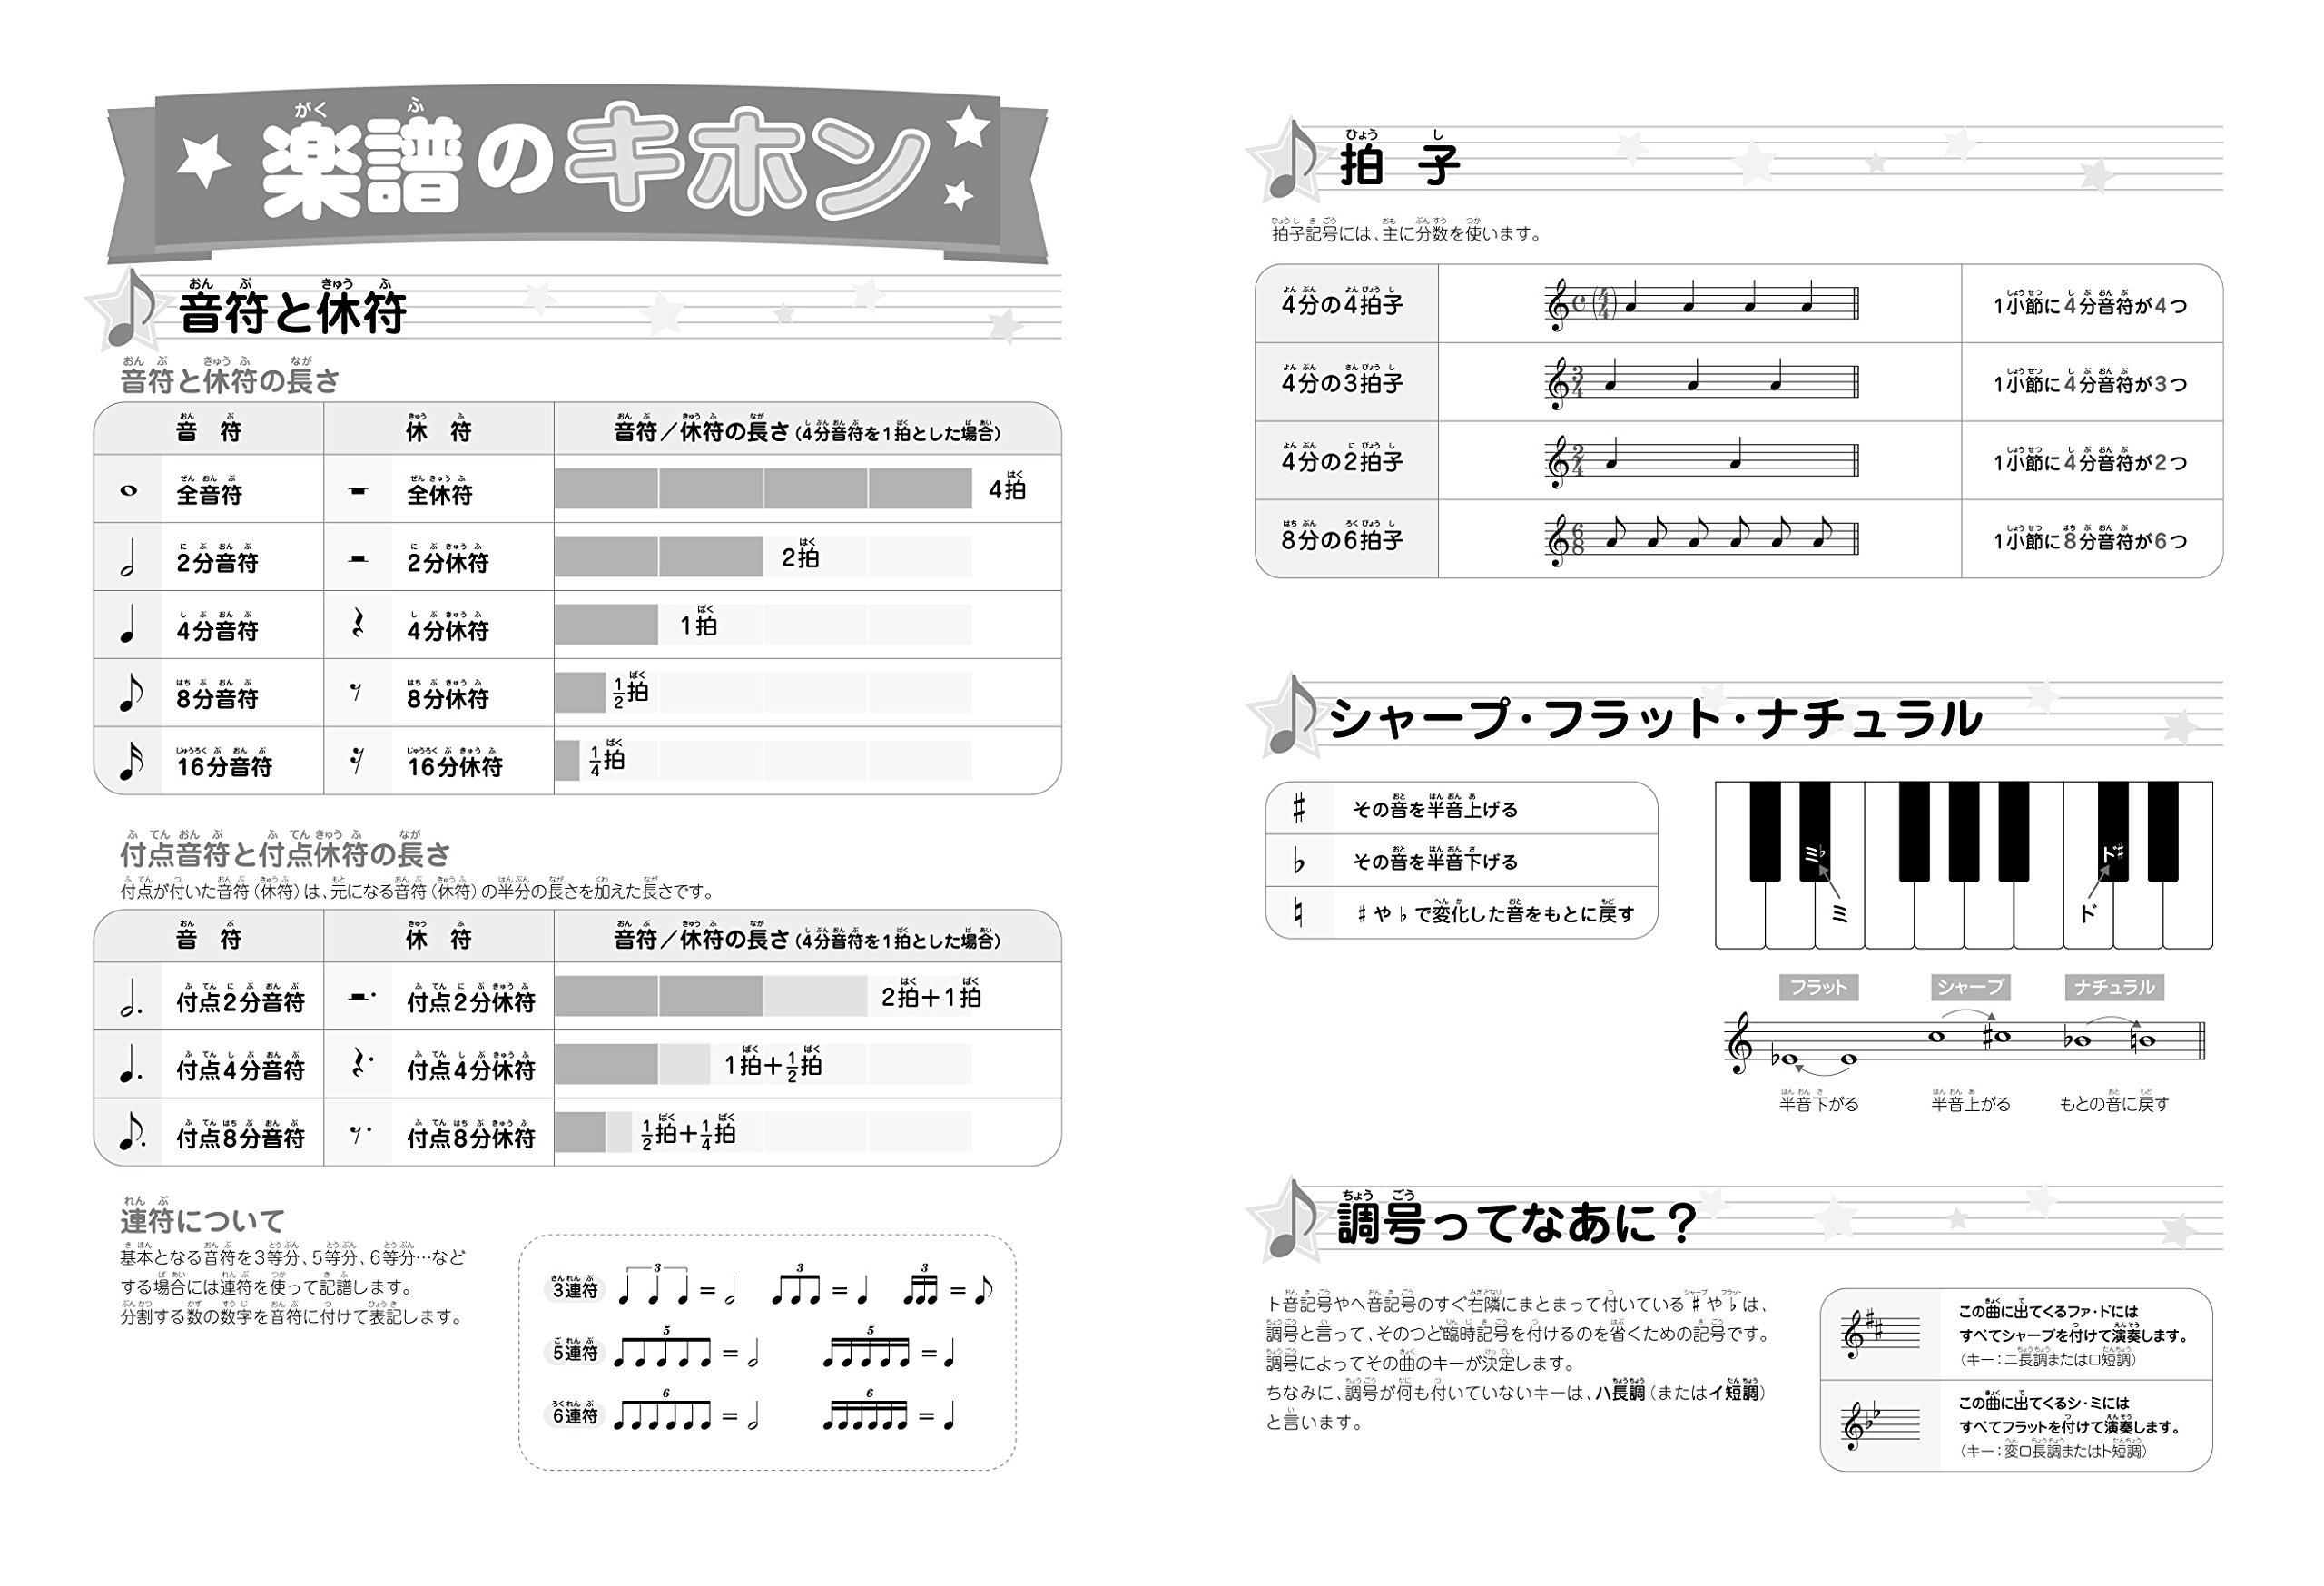 楽譜のキホン
音符と休符
音符と休符の長さ
音符 休符 音符/休符の長さ(4分音符を1拍とした場合)
全音符 全休符 4拍
2分音符 2分休符 2拍
4分音符 4分休符 1拍
8分音符 8分休符 1/2拍
16分音符 16分休符 1/4拍
付点音符と付点休符の長さ
付点が付いた音符(休符)は、元になる音符(休符)の半分の長さを加えた長さです。
音符 休符 音符/休符の長さ(4分音符を1拍とした場合)
付点2分音符 付点2分休符 2拍+1拍
付点4分音符 付点4分休符 1拍+1/2拍
付点8分音符 付点8分休符 1/2拍+1/4拍
連符について
基本となる音符を3等分、5等分、6等分…など
する場合には連符を使って記譜します。
分割する数の数字を音符に付けて表記します。
3連符 3 = 3 = 3 =
5連符 5 = 5 =
6連符 6 = 6 =
拍子
拍子記号には、主に分数を使います。
4分の4拍子 C (4/4) 1小節に4分音符が4つ
4分の3拍子 3/4 1小節に4分音符が3つ
4分の2拍子 2/4 1小節に4分音符が2つ
8分の6拍子 6/8 1小節に8分音符が6つ
シャープ・フラット・ナチュラル
♯ その音を半音上げる
♭ その音を半音下げる
♮ ♯や♭で変化した音をもとに戻す
ミ♭ ド♯
ミ ド
フラット シャープ ナチュラル
半音下がる 半音上がる もとの音に戻す
調号ってなあに?
ト音記号やヘ音記号のすぐ右隣にまとまって付いている♯や♭は、
調号と言って、そのつど臨時記号を付けるのを省くための記号です。
調号によってその曲のキーが決定します。
ちなみに、調号が何も付いていないキーは、ハ長調(またはイ短調)
と言います。
この曲に出てくるファ・ドには
すべてシャープを付けて演奏します。
(キー:ニ長調またはロ短調)
この曲に出てくるシ・ミには
すべてフラットを付けて演奏します。
(キー:変ロ長調またはト短調)